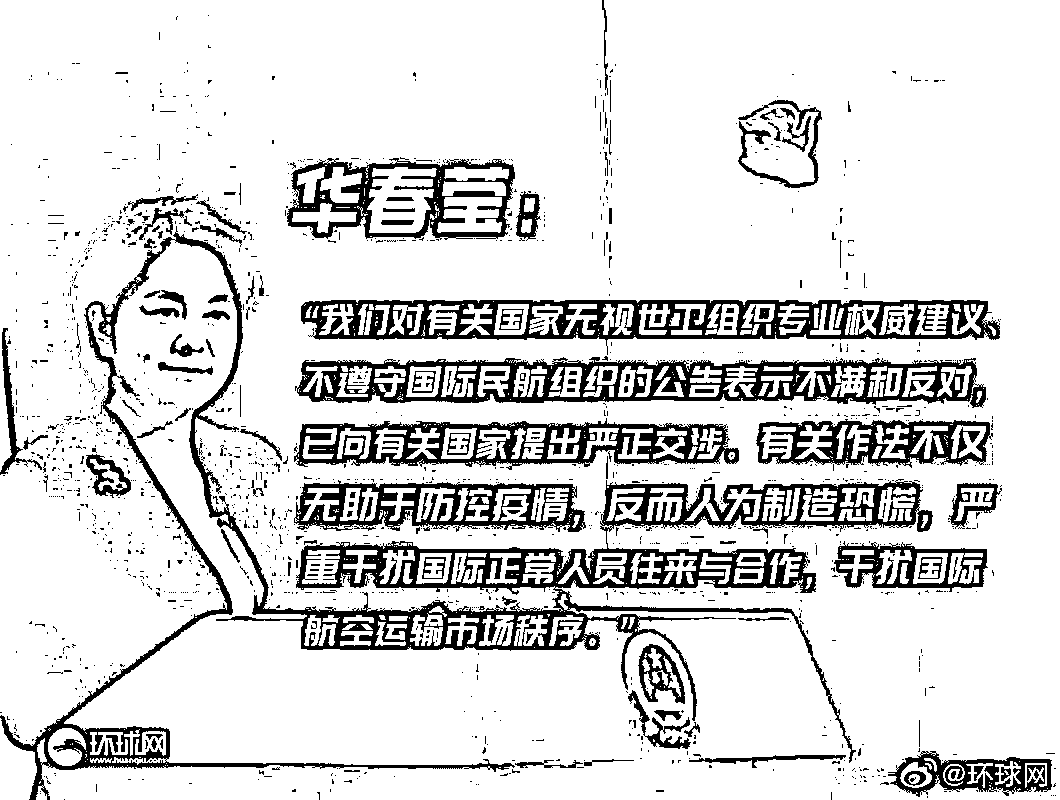 华春莹：
“我们对有关国家无视世卫组织专业权威建议、
不遵守国际民航组织的公告表示不满和反对，
已向有关国家提出严正交涉。有关作法不仅
无助于防控疫情，反而人为制造恐慌，严
重干扰国际正常人员往来与合作，干扰国际
航空运输市场秩序。”
环球网
www.huanqiu.com
@环球网